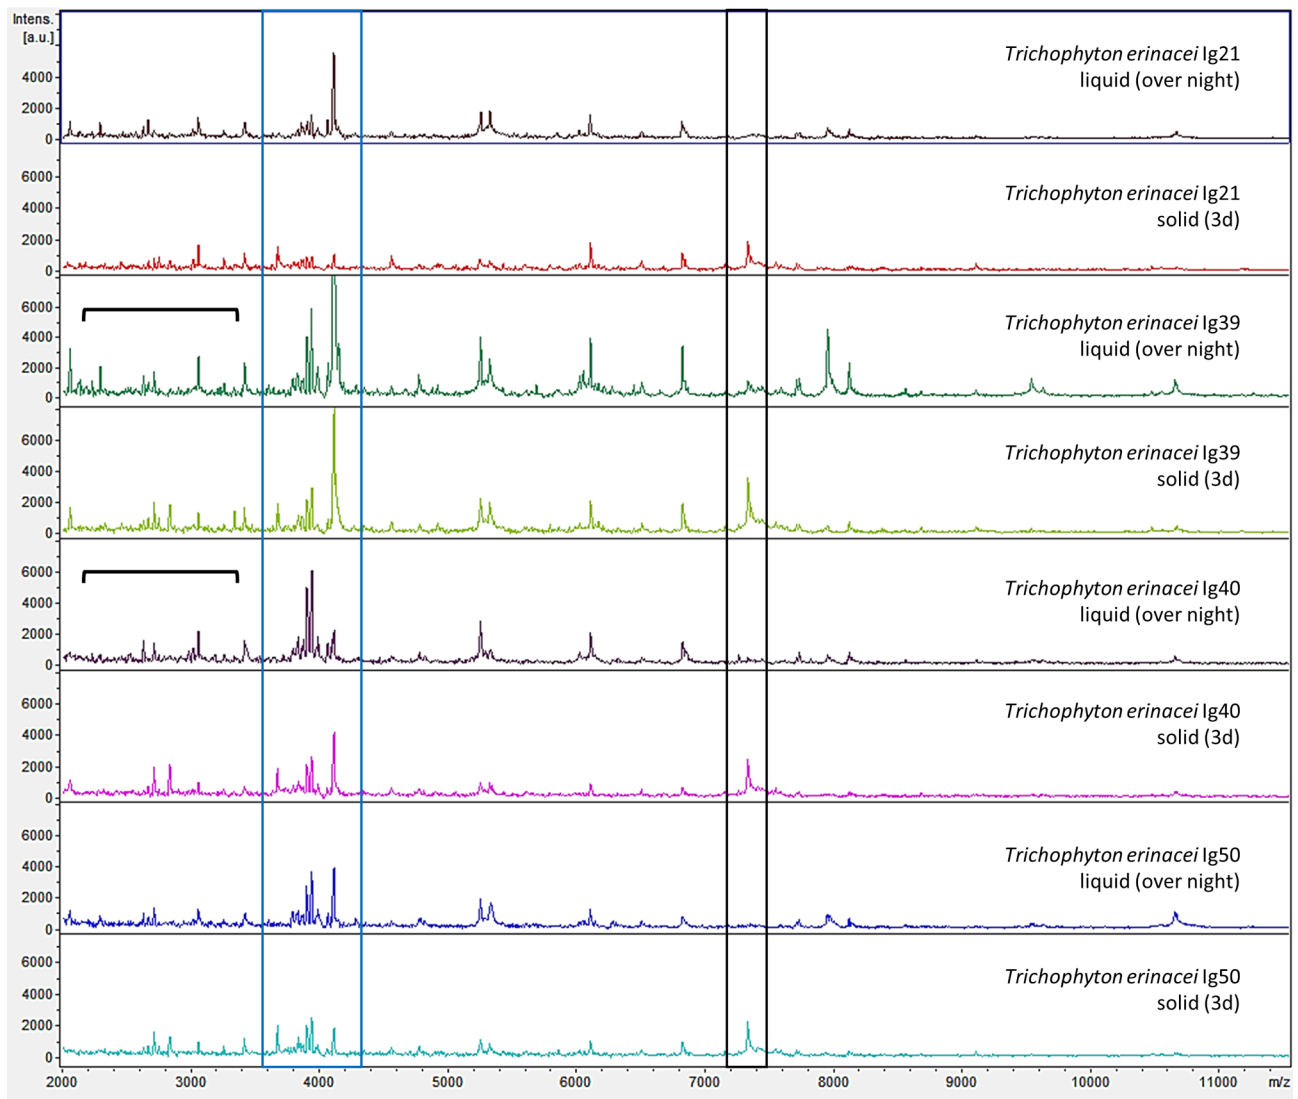 Intens.
[a.u.]
4000
2000
0
Trichophyton erinacei Ig21
liquid (over night)
6000
4000
2000
0
Trichophyton erinacei Ig21
solid (3d)
6000
4000
2000
0
Trichophyton erinacei Ig39
liquid (over night)
6000
4000
2000
0
Trichophyton erinacei Ig39
solid (3d)
6000
4000
2000
0
Trichophyton erinacei Ig40
liquid (over night)
6000
4000
2000
0
Trichophyton erinacei Ig40
solid (3d)
6000
4000
2000
0
Trichophyton erinacei Ig50
liquid (over night)
6000
4000
2000
0
Trichophyton erinacei Ig50
solid (3d)
2000 3000 4000 5000 6000 7000 8000 9000 10000 11000 m/z